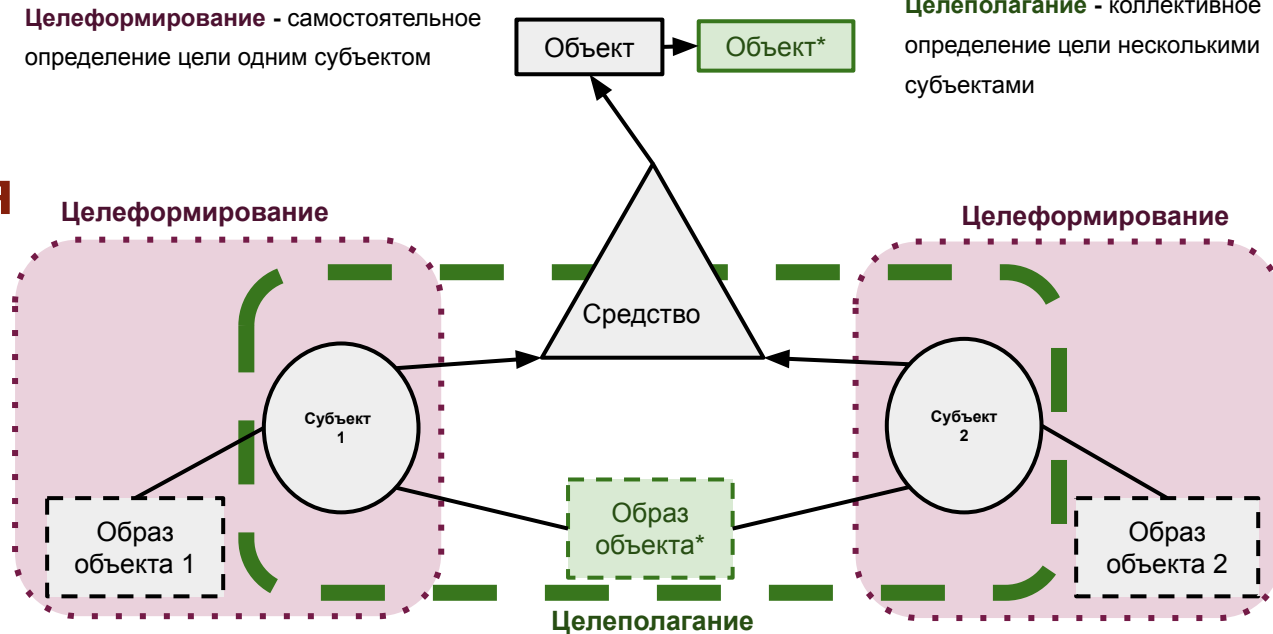 Целеформирование - самостоятельное
определение цели одним субъектом
Целеполагание - коллективное
определение цели несколькими
субъектами
Объект
Объект*
я
Целеформирование
Целеформирование
Средство
Субъект
1
Субъект
2
Образ
объекта 1
Образ
объекта*
Образ
объекта 2
Целеполагание